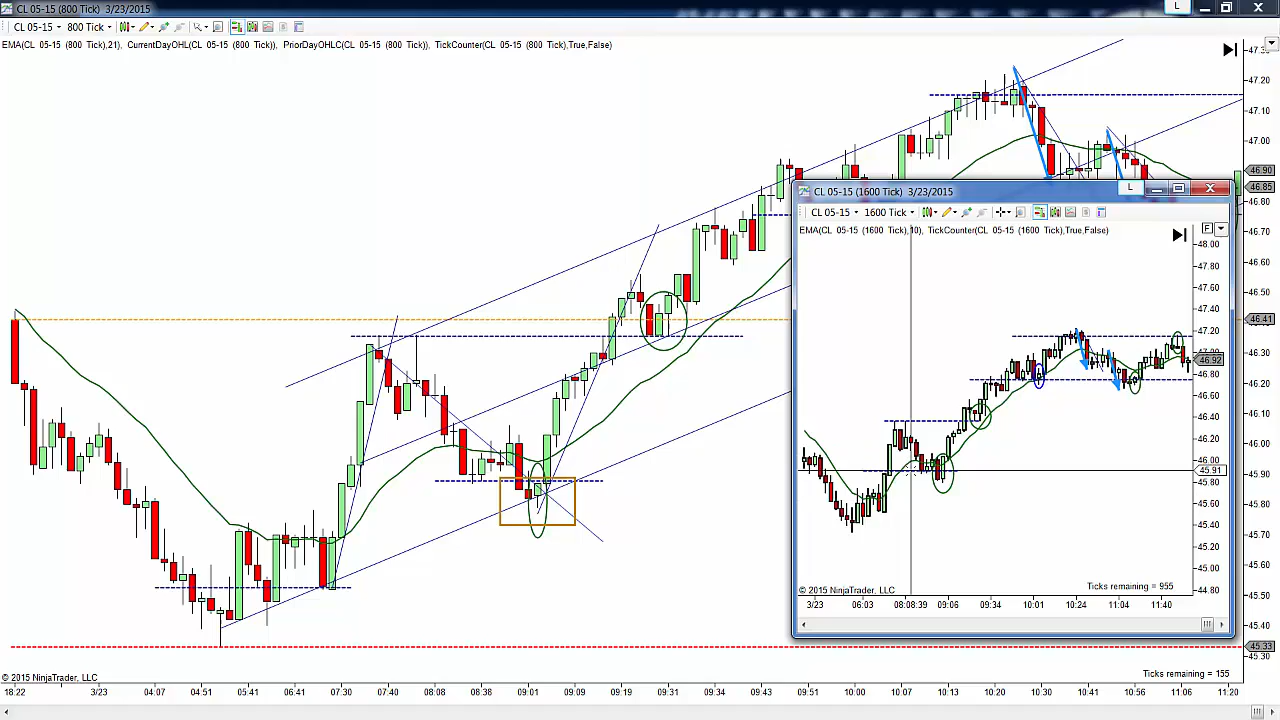 CL 05-15 (800 Tick) 3/23/2015
L
CL 05-15 800 Tick
EMA(CL 05-15 (800 Tick),21), CurrentDayOHL(CL 05-15 (800 Tick)), PriorDayOHLC(CL 05-15 (800 Tick)), TickCounter(CL 05-15 (800 Tick),True,False)
47.20
47.10
47.00
46.90
46.85
46.80
46.70
46.60
46.50
46.41
46.30
46.20
46.10
46.00
45.90
45.80
45.70
45.60
45.50
45.40
45.33
45.30
CL 05-15 (1600 Tick) 3/23/2015
L
CL 05-15 1600 Tick
EMA(CL 05-15 (1600 Tick),10), TickCounter(CL 05-15 (1600 Tick),True,False)
F
48.00
47.80
47.60
47.40
47.20
47.00
46.92
46.80
46.60
46.40
46.20
46.00
45.91
45.80
45.60
45.40
45.20
45.00
44.80
Ticks remaining = 955
© 2015 NinjaTrader, LLC
3/23 06:03 08:08:39 09:06 09:34 10:01 10:24 11:04 11:40
Ticks remaining = 155
© 2015 NinjaTrader, LLC
18:22 3/23 04:07 04:51 05:41 06:41 07:30 07:40 08:08 08:39 09:01 09:09 09:19 09:31 09:34 09:43 09:51 10:00 10:07 10:13 10:20 10:30 10:41 10:56 11:06 11:20